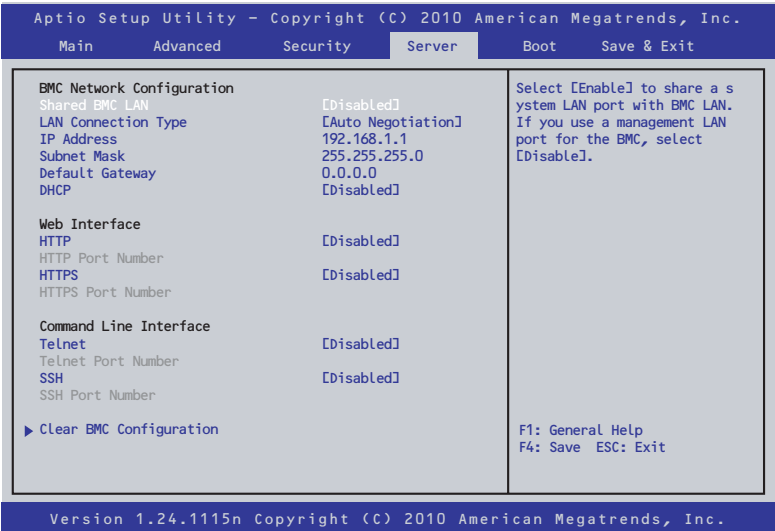 Aptio Setup Utility – Copyright (C) 2010 American Megatrends, Inc.
Main Advanced Security Server Boot Save & Exit
BMC Network Configuration
Shared BMC LAN [Disabled]
LAN Connection Type [Auto Negotiation]
IP Address 192.168.1.1
Subnet Mask 255.255.255.0
Default Gateway 0.0.0.0
DHCP [Disabled]
Web Interface
HTTP [Disabled]
HTTP Port Number
HTTPS [Disabled]
HTTPS Port Number
Command Line Interface
Telnet [Disabled]
Telnet Port Number
SSH [Disabled]
SSH Port Number
Clear BMC Configuration
Select [Enable] to share a s
ystem LAN port with BMC LAN.
If you use a management LAN
port for the BMC, select
[Disable].
F1: General Help
F4: Save ESC: Exit
Version 1.24.1115n Copyright (C) 2010 American Megatrends, Inc.